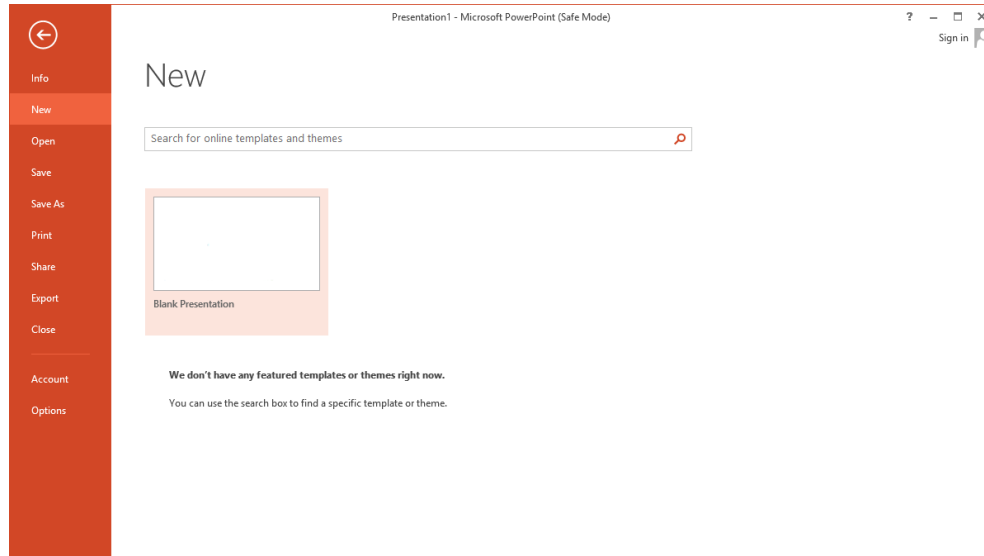 Presentation1 - Microsoft PowerPoint (Safe Mode)
?
Sign in
Info
New
Open
Save
Save As
Print
Share
Export
Close
Account
Options
New
Search for online templates and themes
Blank Presentation
We don't have any featured templates or themes right now.
You can use the search box to find a specific template or theme.